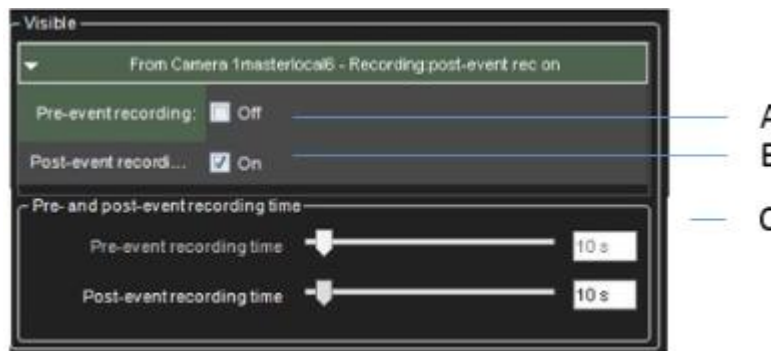 Visible
From Camera 1masterlocal6 - Recording:post-event rec on
Pre-event recording: Off
A
Post-event recordi... On
Pre- and post-event recording time
Pre-event recording time 10 s
Post-event recording time 10 s